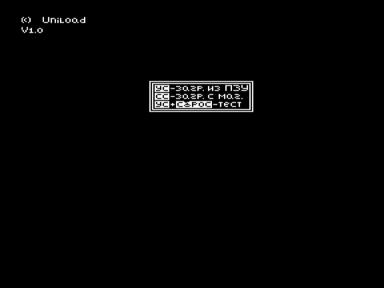 (c) UniLoad
V1.0
УС-загр. из ПЗУ
СС-загр. с маг.
УС+Сброс-тест